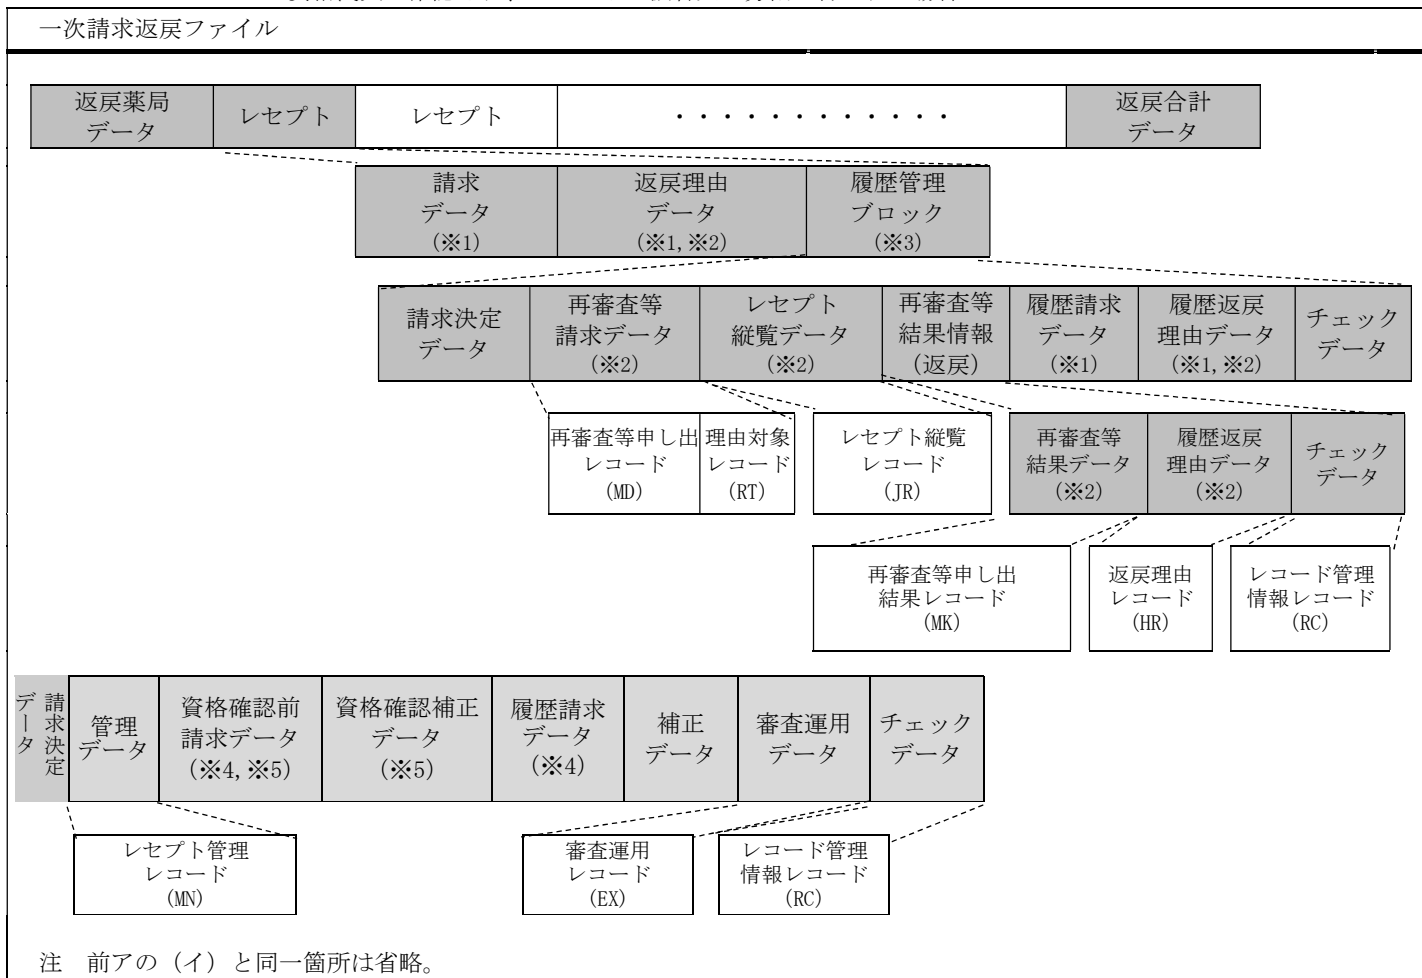 一次請求返戻ファイル
返戻薬局
データ
レセプト
レセプト
・・・・・・・・・・・・
返戻合計
データ
請求
データ
(※1)
返戻理由
データ
(※1,※2)
履歴管理
ブロック
(※3)
請求決定
データ
再審査等
請求データ
(※2)
レセプト
縦覧データ
(※2)
再審査等
結果情報
(返戻)
履歴請求
データ
(※1)
履歴返戻
理由データ
(※1,※2)
チェック
データ
再審査等申し出
レコード
(MD)
理由対象
レコード
(RT)
レセプト縦覧
レコード
(JR)
再審査等
結果データ
(※2)
履歴返戻
理由データ
(※2)
チェック
データ
再審査等申し出
結果レコード
(MK)
返戻理由
レコード
(HR)
レコード管理
情報レコード
(RC)
請求決定
データ
管理
データ
資格確認前
請求データ
(※4,※5)
資格確認補正
データ
(※5)
履歴請求
データ
(※4)
補正
データ
審査運用
データ
チェック
データ
レセプト管理
レコード
(MN)
審査運用
レコード
(EX)
レコード管理
情報レコード
(RC)
注　前アの（イ）と同一箇所は省略。